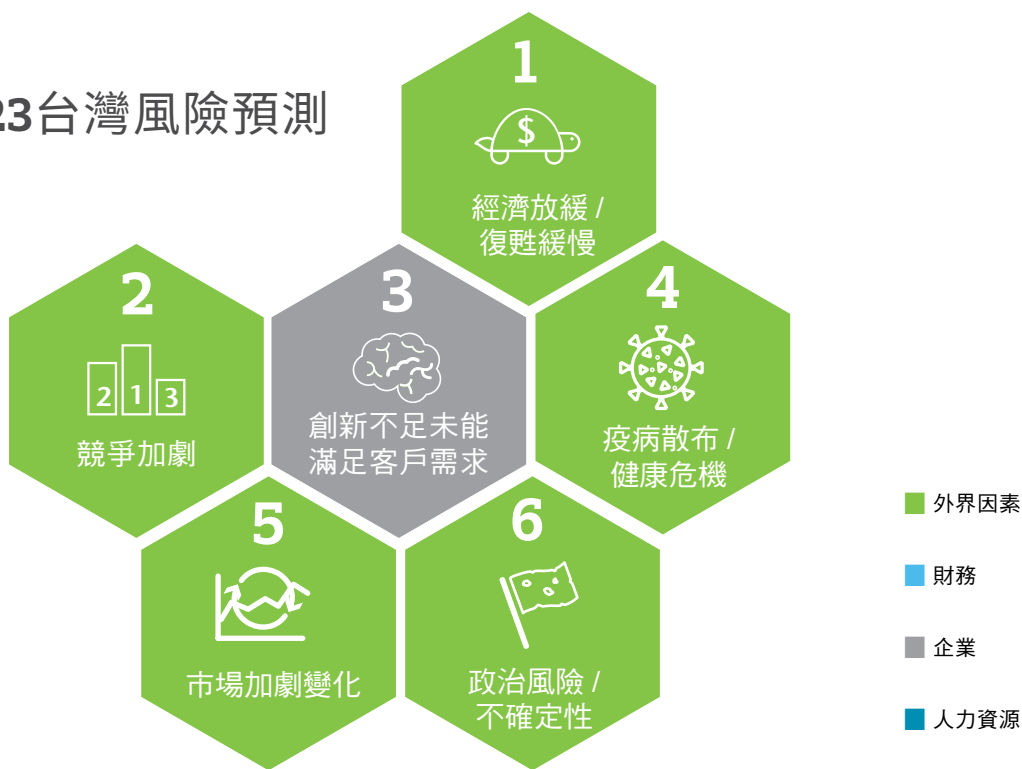 23台灣風險預測
1
$
經濟放緩 /
復甦緩慢
2
2 1 3
競爭加劇
3
創新不足未能
滿足客戶需求
4
疫病散布 /
健康危機
5
市場加劇變化
6
政治風險 /
不確定性
外界因素
財務
企業
人力資源